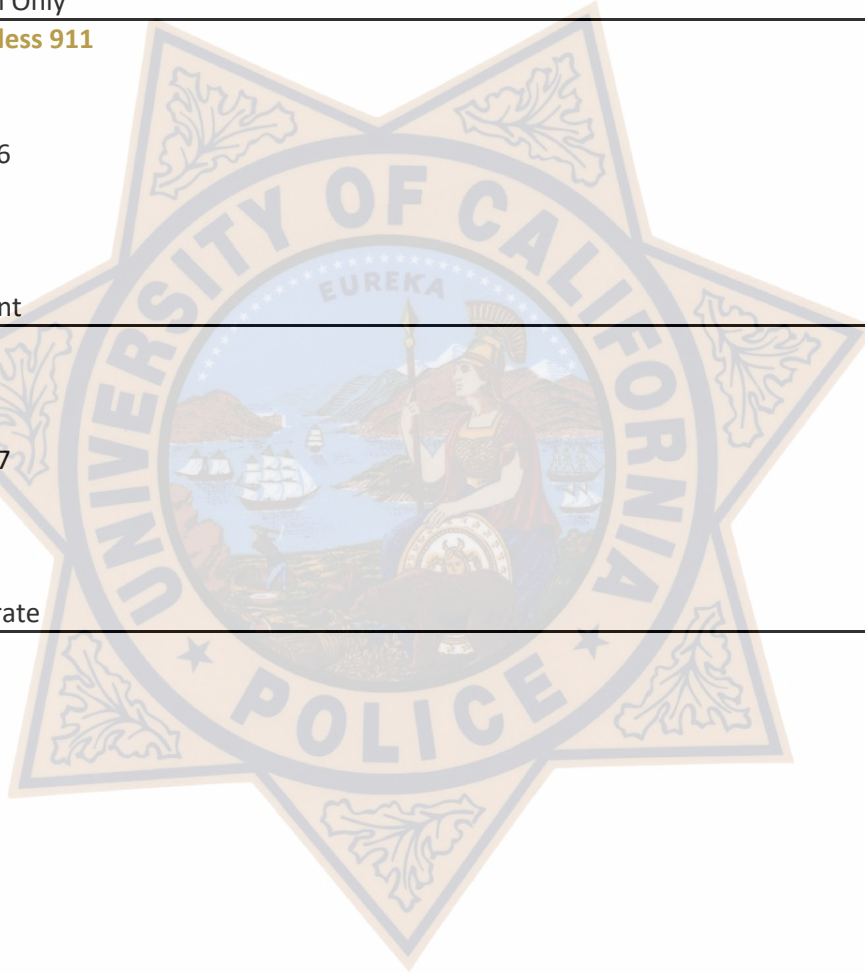 Only
less 911
6
EUREKA
UNIVERSITY OF CALIFORNIA
nt
7
rate
POLICE